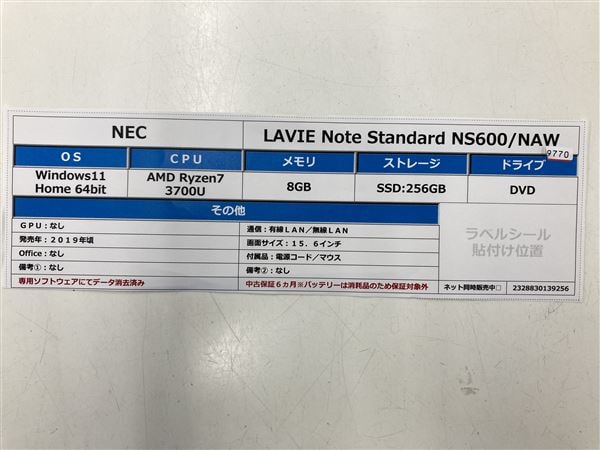 NEC
LAVIE Note Standard NS600/NAW
OS
CPU
メモリ
ストレージ
ドライブ
9770
Windows11
Home 64bit
AMD Ryzen7
3700U
8GB
SSD:256GB
DVD
その他
GPU：なし
通信：有線LAN／無線LAN
発売年：2019年頃
画面サイズ：15．6インチ
Office：なし
付属品：電源コード／マウス
備考①：なし
備考②：なし
ラベルシール
貼付け位置
専用ソフトウェアにてデータ消去済み
中古保証6ヵ月※バッテリーは消耗品のため保証対象外
ネット同時販売中□
2328830139256